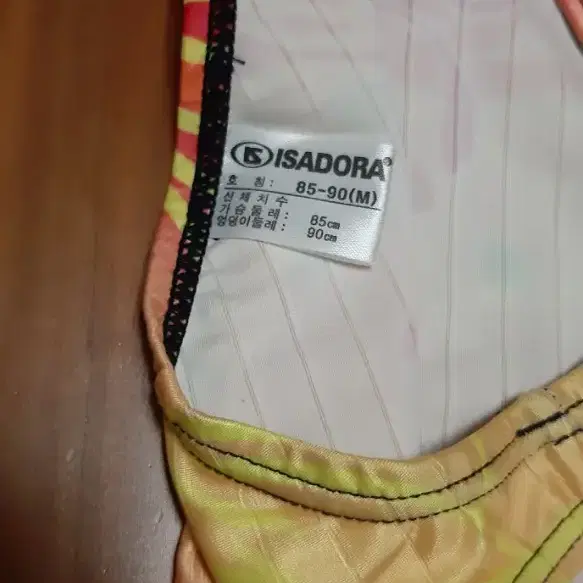 ISADORA®
호 칭 : 85-90(M)
신 체 치 수
가슴둘레 : 85cm
엉덩이둘레 : 90cm